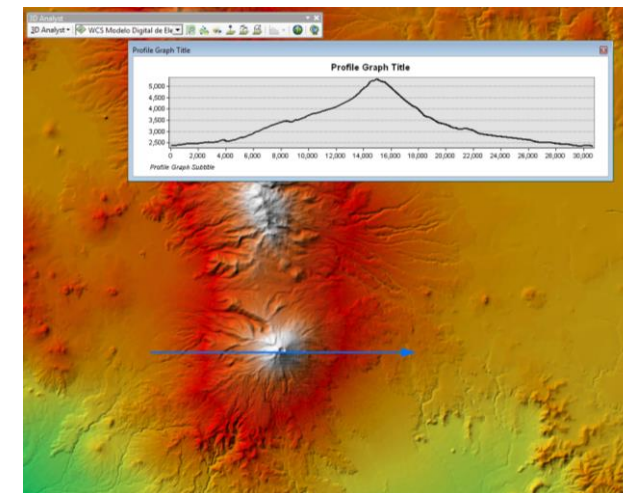 3D Analyst
3D Analyst WCS Modelo Digital de Ele
Profile Graph Title
Profile Graph Title
5,000
4,500
4,000
3,500
3,000
2,500
0 2,000 4,000 6,000 8,000 10,000 12,000 14,000 16,000 18,000 20,000 22,000 24,000 26,000 28,000 30,000
Profile Graph Subtitle